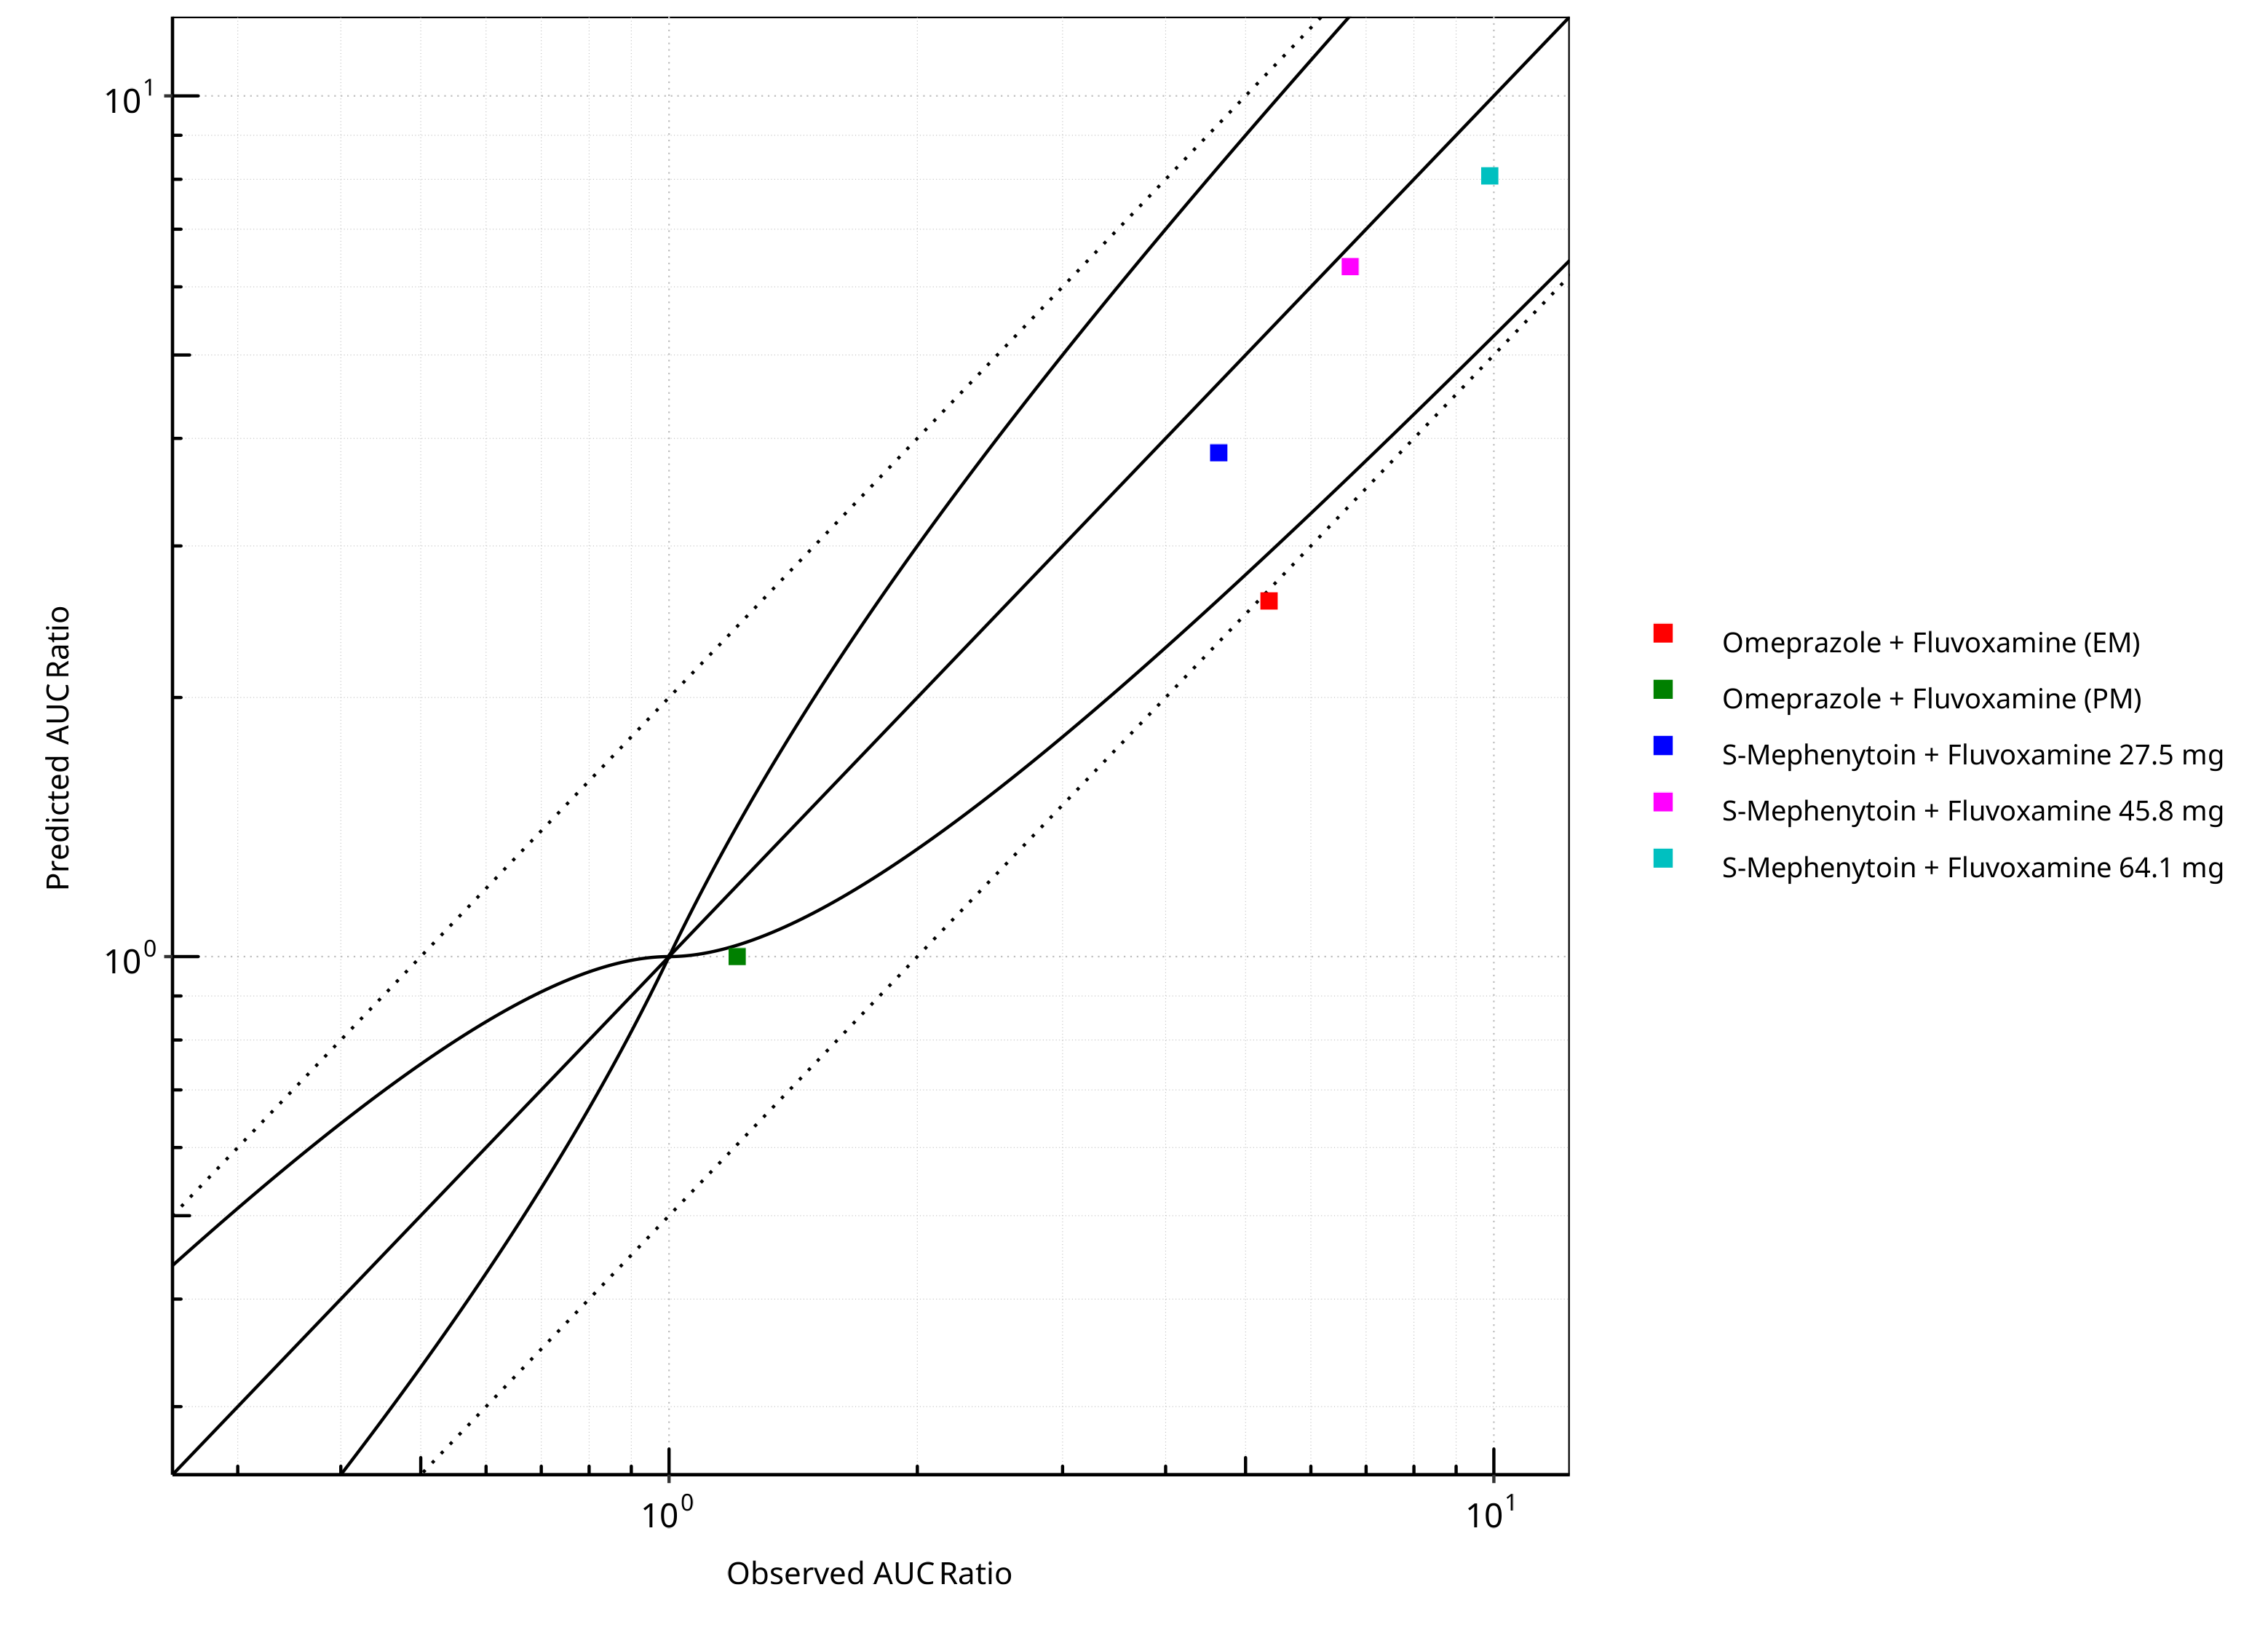 10¹
10⁰
Predicted AUC Ratio
10⁰
10¹
Observed AUC Ratio
Omeprazole + Fluvoxamine (EM)
Omeprazole + Fluvoxamine (PM)
S-Mephenytoin + Fluvoxamine 27.5 mg
S-Mephenytoin + Fluvoxamine 45.8 mg
S-Mephenytoin + Fluvoxamine 64.1 mg